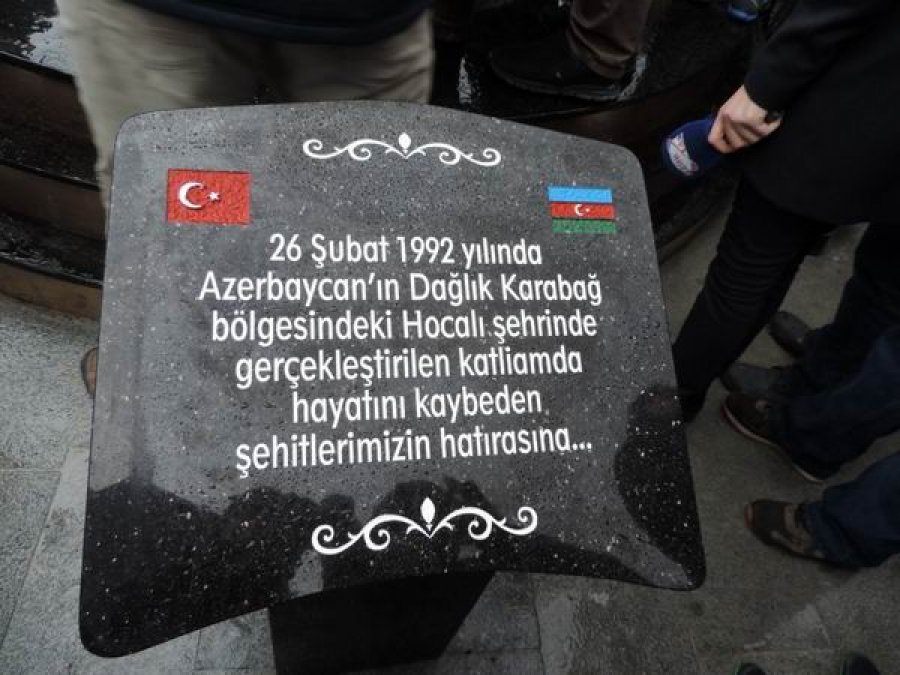 26 Şubat 1992 yılında
Azerbaycan'ın Dağlık Karabağ
bölgesindeki Hocalı şehrinde
gerçekleştirilen katliamda
hayatını kaybeden
şehitlerimizin hatırasına...